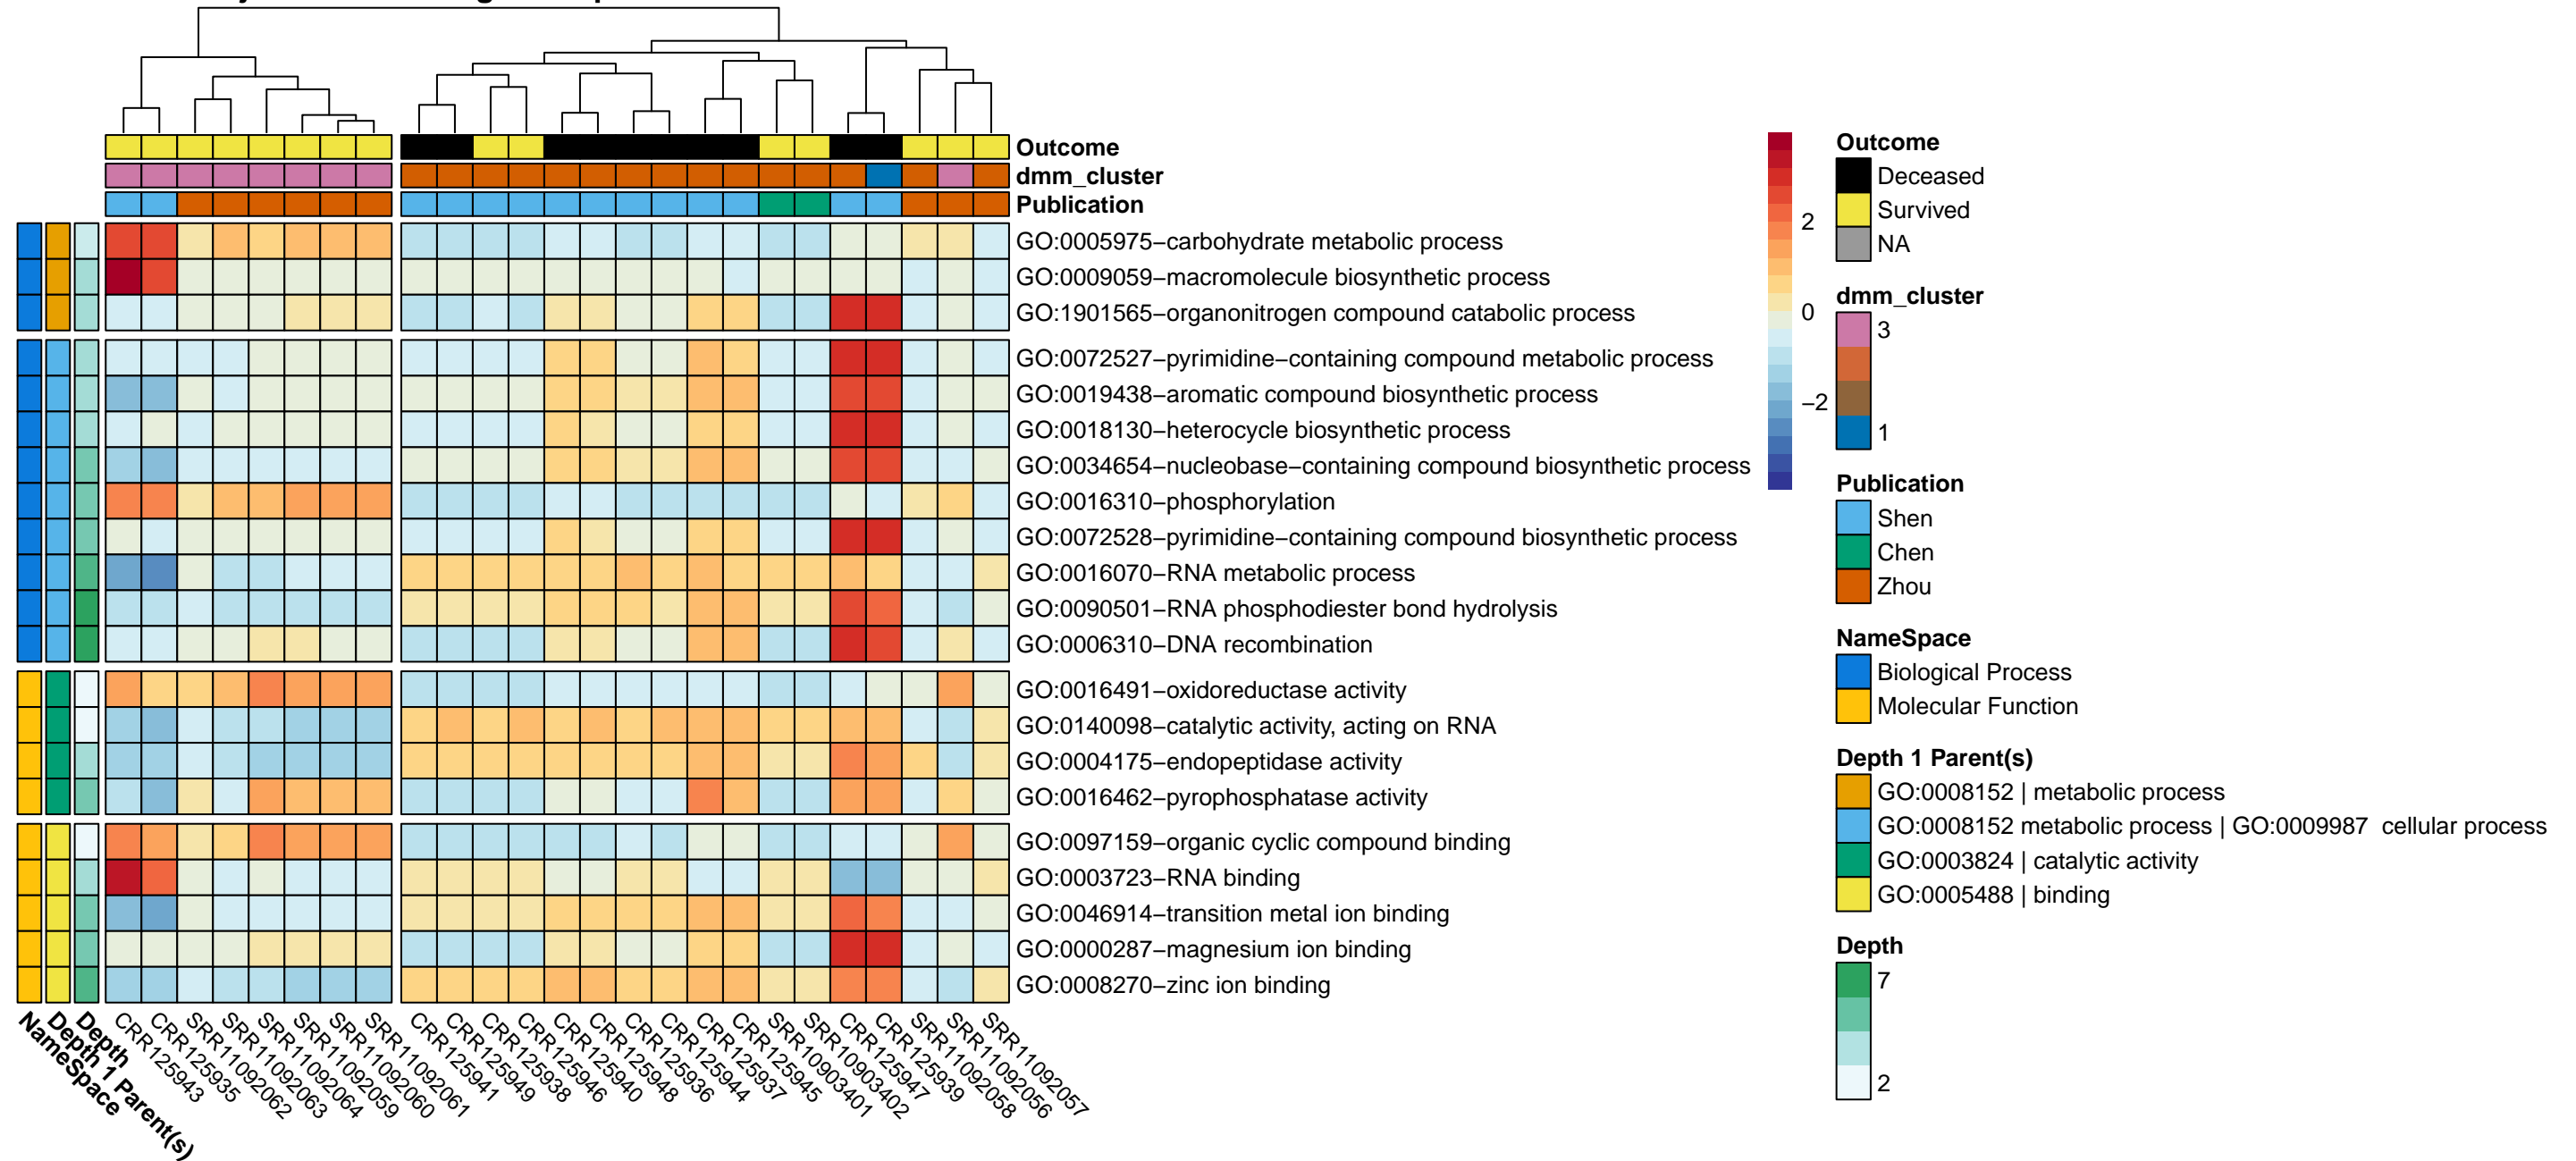 Outcome
dmm_cluster
Publication
GO:0005975−carbohydrate metabolic process
GO:0009059−macromolecule biosynthetic process
GO:1901565−organonitrogen compound catabolic process
GO:0072527−pyrimidine−containing compound metabolic process
GO:0019438−aromatic compound biosynthetic process
GO:0018130−heterocycle biosynthetic process
GO:0034654−nucleobase−containing compound biosynthetic process
GO:0016310−phosphorylation
GO:0072528−pyrimidine−containing compound biosynthetic process
GO:0016070−RNA metabolic process
GO:0090501−RNA phosphodiester bond hydrolysis
GO:0006310−DNA recombination
GO:0016491−oxidoreductase activity
GO:0140098−catalytic activity, acting on RNA
GO:0004175−endopeptidase activity
GO:0016462−pyrophosphatase activity
GO:0097159−organic cyclic compound binding
GO:0003723−RNA binding
GO:0046914−transition metal ion binding
GO:0000287−magnesium ion binding
GO:0008270−zinc ion binding
NameSpace
Depth 1 Parent(s)
Depth
CRR125943
CRR125935
SRR11092062
SRR11092063
SRR11092064
SRR11092059
SRR11092060
SRR11092061
CRR125941
CRR125949
CRR125938
CRR125946
CRR125940
CRR125948
CRR125936
CRR125944
CRR125937
CRR125945
SRR10903401
SRR10903402
CRR125947
CRR125939
SRR11092058
SRR11092056
SRR11092057
2
0
−2
Outcome
Deceased
Survived
NA
dmm_cluster
3
1
Publication
Shen
Chen
Zhou
NameSpace
Biological Process
Molecular Function
Depth 1 Parent(s)
GO:0008152 | metabolic process
GO:0008152 metabolic process | GO:0009987  cellular process
GO:0003824 | catalytic activity
GO:0005488 | binding
Depth
7
2